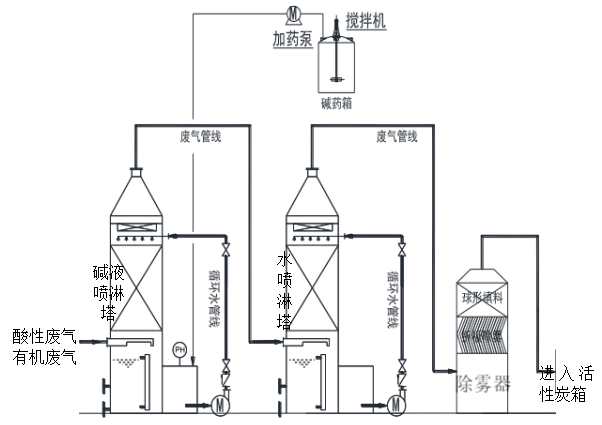 M
搅拌机
加药泵
碱药箱
废气管线
废气管线
碱液
喷淋
塔
循环水管线
水
喷
淋
塔
循环水管线
球形填料
酸性废气
有机废气
PH
除雾器
进入活
性炭箱
M
M